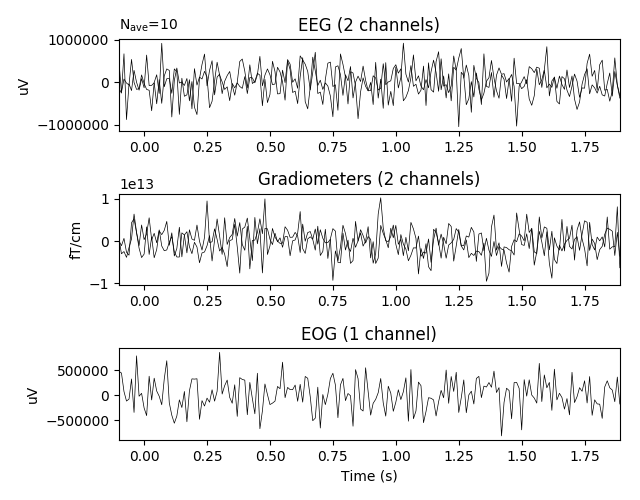 N_ave=10
EEG (2 channels)
1000000
0
−1000000
uV
0.00 0.25 0.50 0.75 1.00 1.25 1.50 1.75
1e13
Gradiometers (2 channels)
1
0
−1
fT/cm
0.00 0.25 0.50 0.75 1.00 1.25 1.50 1.75
EOG (1 channel)
500000
0
−500000
uV
0.00 0.25 0.50 0.75 1.00 1.25 1.50 1.75
Time (s)